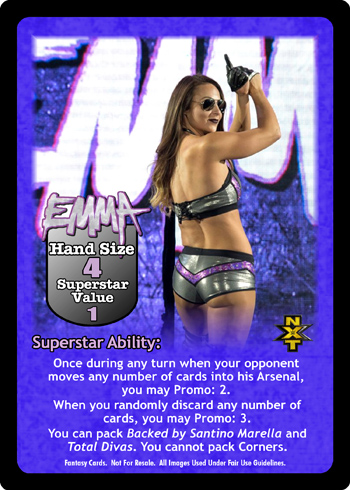 EMMA
Hand Size
4
Superstar
Value
1
NXT
Superstar Ability:
Once during any turn when your opponent
moves any number of cards into his Arsenal,
you may Promo: 2.
When you randomly discard any number of
cards, you may Promo: 3.
You can pack Backed by Santino Marella and
Total Divas. You cannot pack Corners.
Fantasy Cards. Not For Resale. All Images Used Under Fair Use Guidelines.